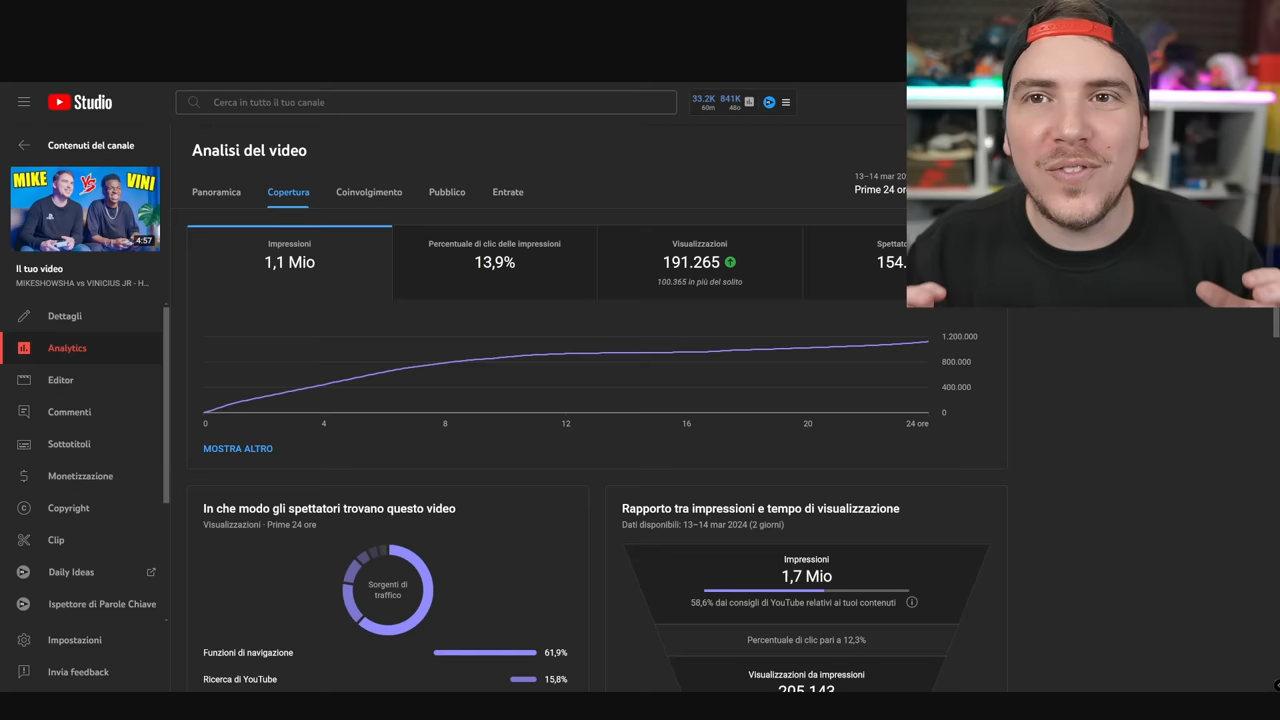 Studio
Cerca in tutto il tuo canale
33.2K 841K
60m 48o
Contenuti del canale
MIKE VS VINI
4:57
Il tuo video
MIKESHOWSHA vs VINICIUS JR - H...
Dettagli
Analytics
Editor
Commenti
Sottotitoli
Monetizzazione
Copyright
Clip
Daily Ideas
Ispettore di Parole Chiave
Impostazioni
Invia feedback
Analisi del video
Panoramica
Copertura
Coinvolgimento
Pubblico
Entrate
13–14 mar 20
Prime 24 or
Impressioni
1,1 Mio
Percentuale di clic delle impressioni
13,9%
Visualizzazioni
191.265
100.365 in più del solito
Spettato
154.
1.200.000
800.000
400.000
0
0 4 8 12 16 20 24 ore
MOSTRA ALTRO
In che modo gli spettatori trovano questo video
Visualizzazioni · Prime 24 ore
Sorgenti di
traffico
Funzioni di navigazione 61,9%
Ricerca di YouTube 15,8%
Rapporto tra impressioni e tempo di visualizzazione
Dati disponibili: 13–14 mar 2024 (2 giorni)
Impressioni
1,7 Mio
58,6% dai consigli di YouTube relativi ai tuoi contenuti
Percentuale di clic pari a 12,3%
Visualizzazioni da impressioni
205.143